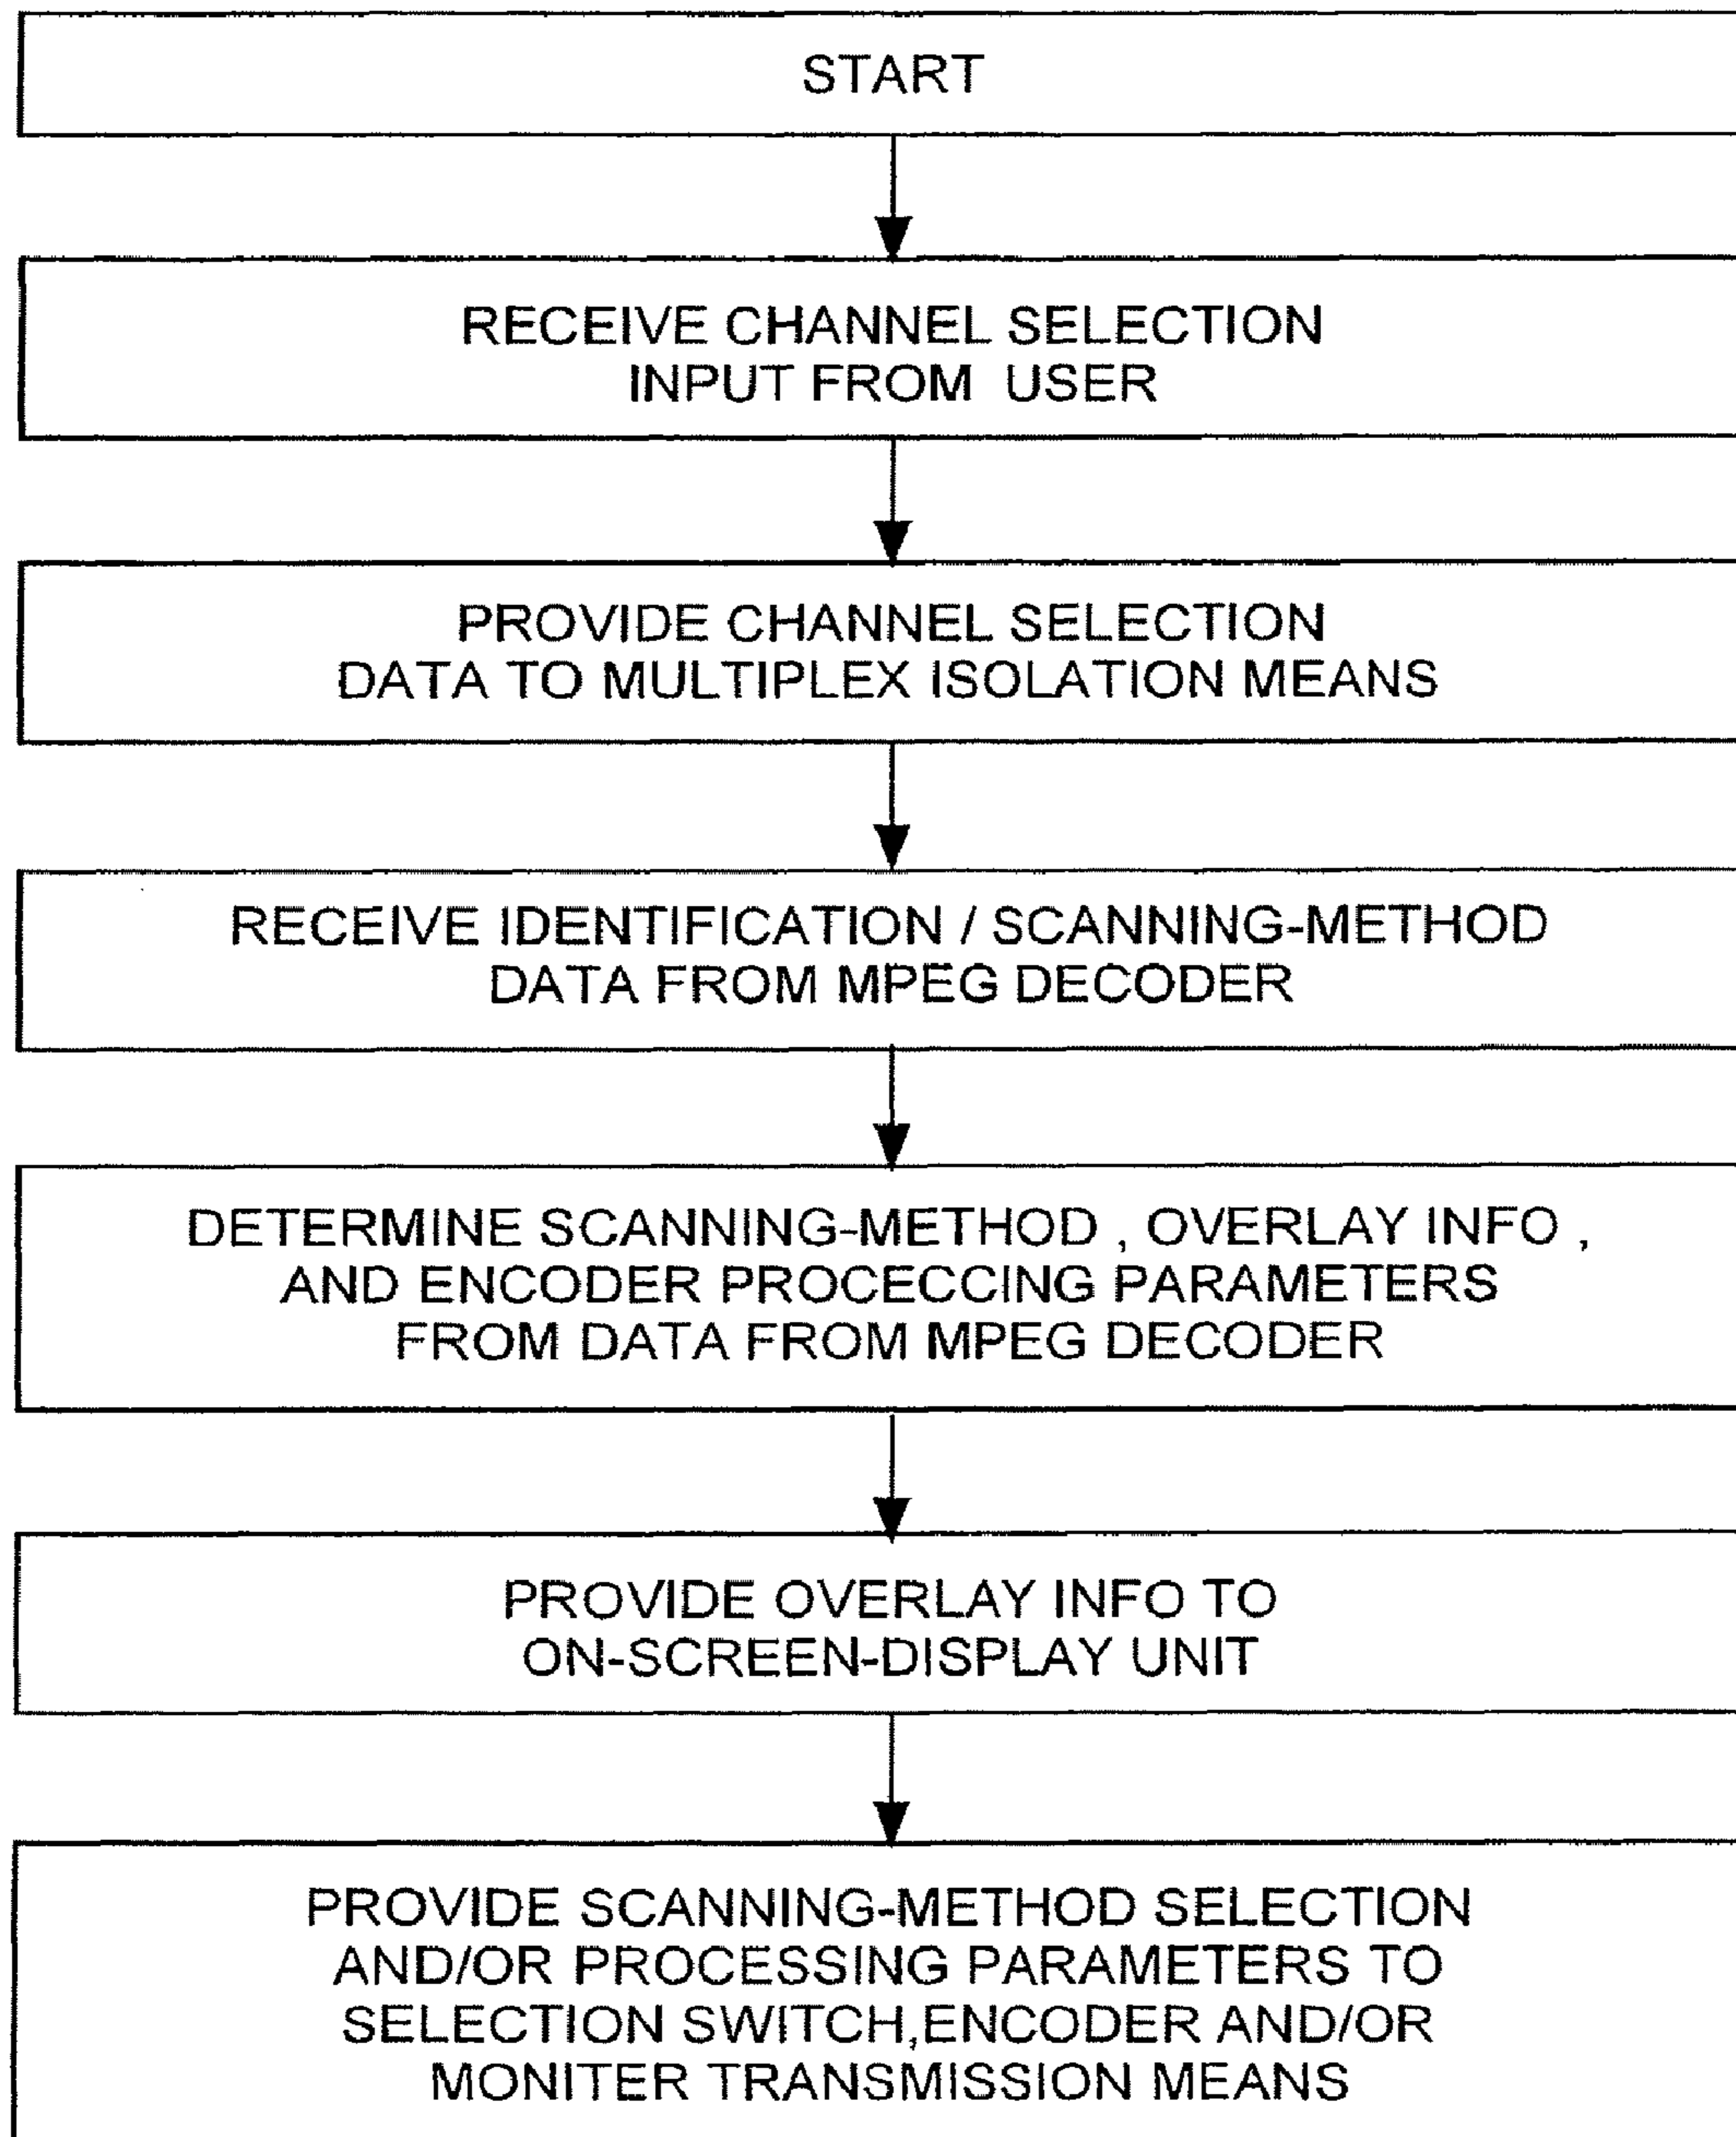 START
RECEIVE CHANNEL SELECTION
INPUT FROM USER
PROVIDE CHANNEL SELECTION
DATA TO MULTIPLEX ISOLATION MEANS
RECEIVE IDENTIFICATION / SCANNING-METHOD
DATA FROM MPEG DECODER
DETERMINE SCANNING-METHOD , OVERLAY INFO ,
AND ENCODER PROCECCING PARAMETERS
FROM DATA FROM MPEG DECODER
PROVIDE OVERLAY INFO TO
ON-SCREEN-DISPLAY UNIT
PROVIDE SCANNING-METHOD SELECTION
AND/OR PROCESSING PARAMETERS TO
SELECTION SWITCH,ENCODER AND/OR
MONITER TRANSMISSION MEANS